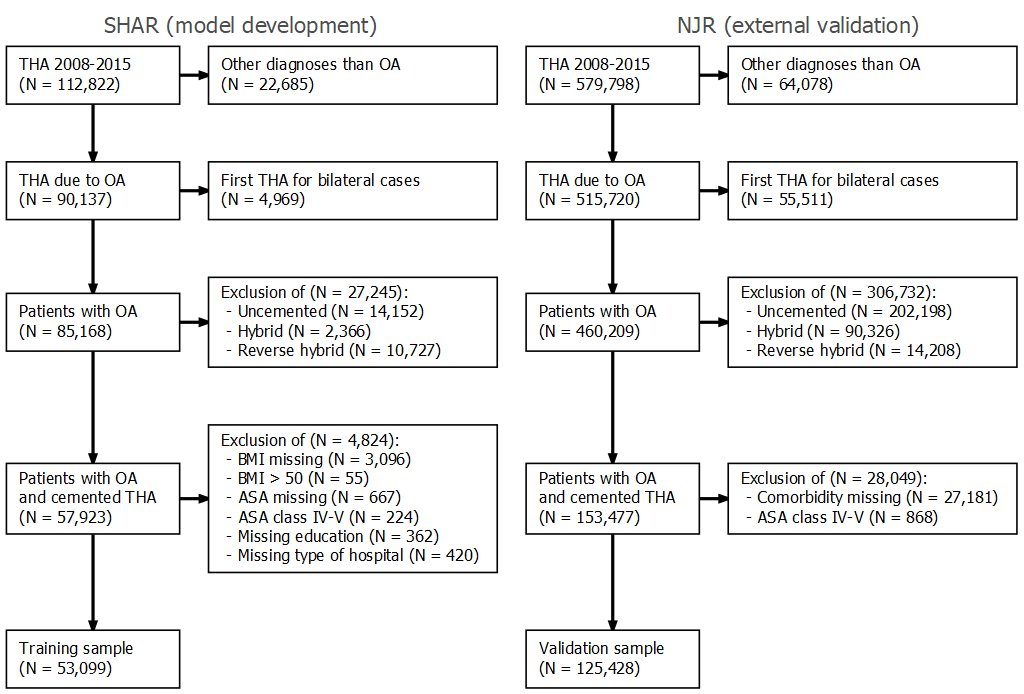 SHAR (model development)
THA 2008-2015
(N = 112,822)
Other diagnoses than OA
(N = 22,685)
THA due to OA
(N = 90,137)
First THA for bilateral cases
(N = 4,969)
Patients with OA
(N = 85,168)
Exclusion of (N = 27,245):
- Uncemented (N = 14,152)
- Hybrid (N = 2,366)
- Reverse hybrid (N = 10,727)
Patients with OA
and cemented THA
(N = 57,923)
Exclusion of (N = 4,824):
- BMI missing (N = 3,096)
- BMI > 50 (N = 55)
- ASA missing (N = 667)
- ASA class IV-V (N = 224)
- Missing education (N = 362)
- Missing type of hospital (N = 420)
Training sample
(N = 53,099)
NJR (external validation)
THA 2008-2015
(N = 579,798)
Other diagnoses than OA
(N = 64,078)
THA due to OA
(N = 515,720)
First THA for bilateral cases
(N = 55,511)
Patients with OA
(N = 460,209)
Exclusion of (N = 306,732):
- Uncemented (N = 202,198)
- Hybrid (N = 90,326)
- Reverse hybrid (N = 14,208)
Patients with OA
and cemented THA
(N = 153,477)
Exclusion of (N = 28,049):
- Comorbidity missing (N = 27,181)
- ASA class IV-V (N = 868)
Validation sample
(N = 125,428)